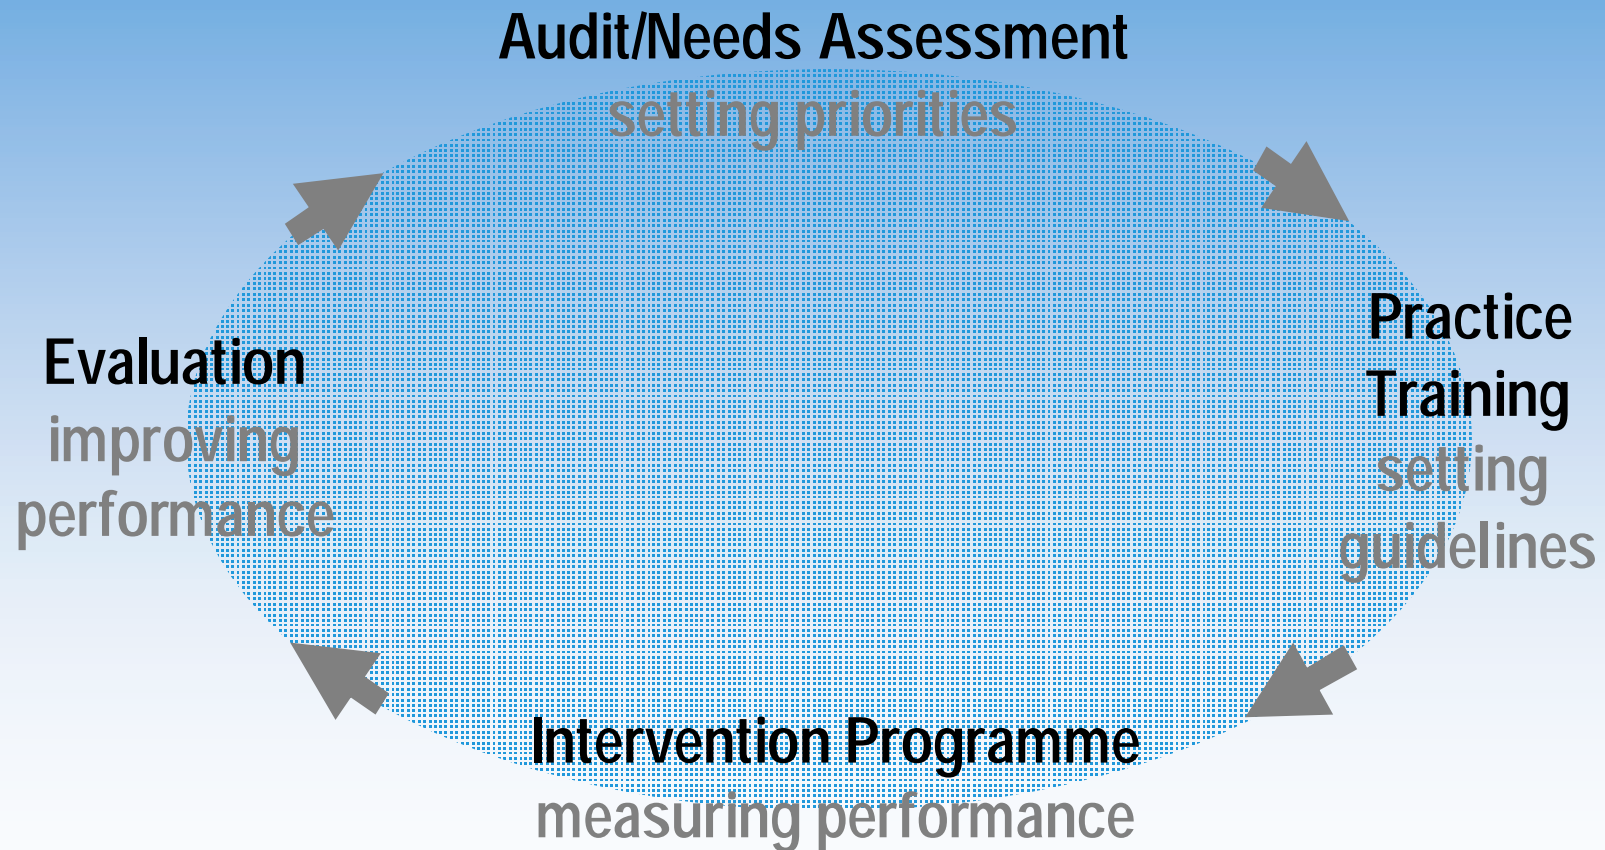 Audit/Needs Assessment
setting priorities
Practice
Training
setting
guidelines
Intervention Programme
measuring performance
Evaluation
improving
performance